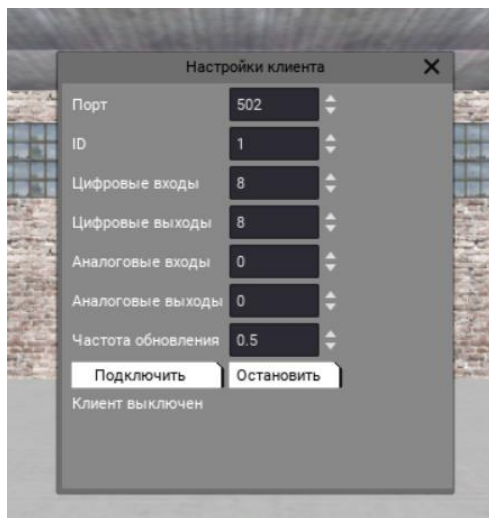 Настройки клиента
Порт 502
ID 1
Цифровые входы 8
Цифровые выходы 8
Аналоговые входы 0
Аналоговые выходы 0
Частота обновления 0.5
Подключить Остановить
Клиент выключен